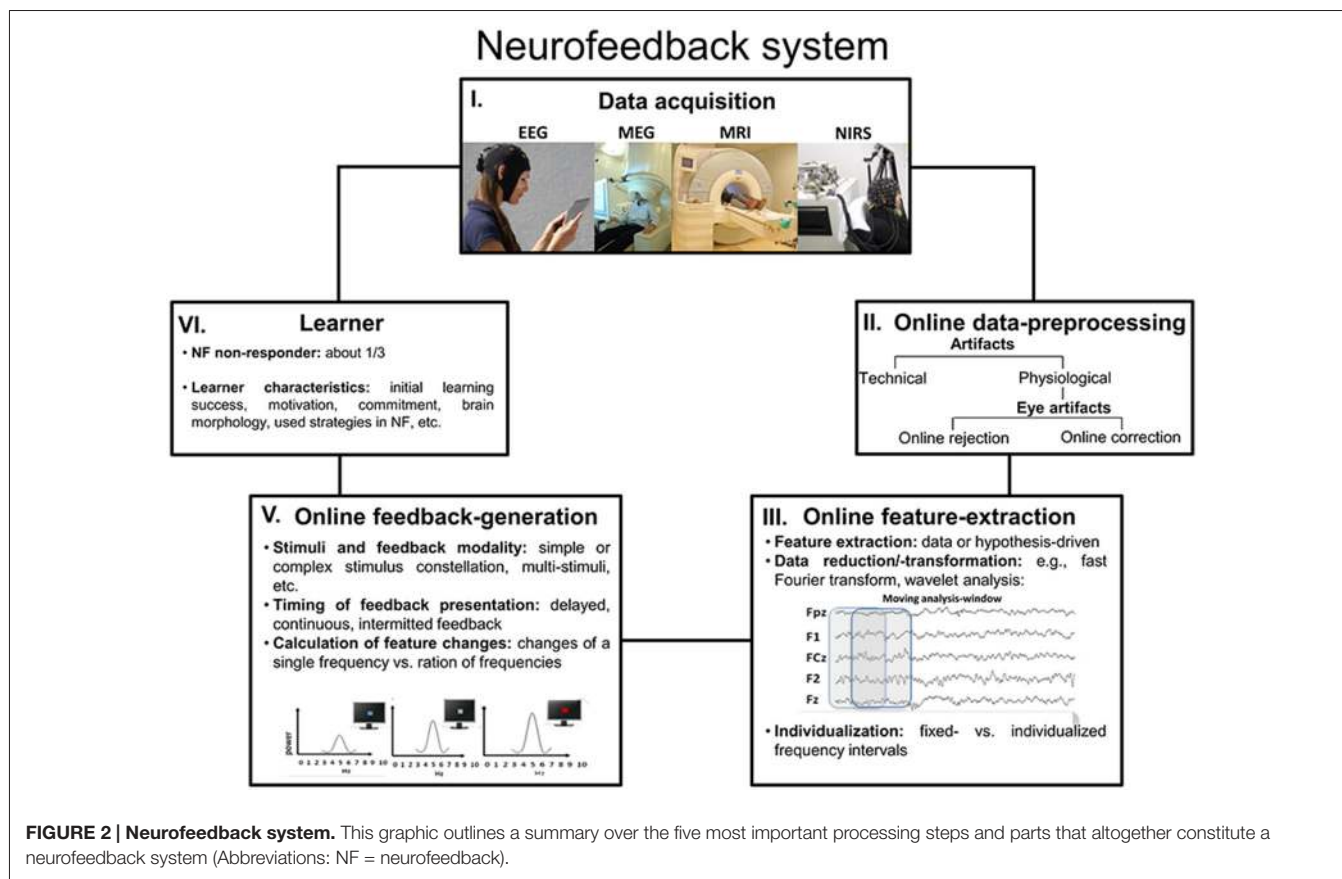 Neurofeedback system
I. Data acquisition
EEG MEG MRI NIRS
II. Online data-preprocessing
Artifacts
Technical Physiological
Eye artifacts
Online rejection Online correction
III. Online feature-extraction
• Feature extraction: data or hypothesis-driven
• Data reduction/-transformation: e.g., fast
Fourier transform, wavelet analysis:
Moving analysis-window
Fpz
F1
FCz
F2
Fz
• Individualization: fixed- vs. individualized
frequency intervals
V. Online feedback-generation
• Stimuli and feedback modality: simple or
complex stimulus constellation, multi-stimuli,
etc.
• Timing of feedback presentation: delayed,
continuous, intermitted feedback
• Calculation of feature changes: changes of a
single frequency vs. ration of frequencies
power
0 1 2 3 4 5 6 7 8 9 10
Hz
0 1 2 3 4 5 6 7 8 9 10
Hz
0 1 2 3 4 5 6 7 8 9 10
Hz
VI. Learner
• NF non-responder: about 1/3
• Learner characteristics: initial learning
success, motivation, commitment, brain
morphology, used strategies in NF, etc.
FIGURE 2 | Neurofeedback system. This graphic outlines a summary over the five most important processing steps and parts that altogether constitute a
neurofeedback system (Abbreviations: NF = neurofeedback).